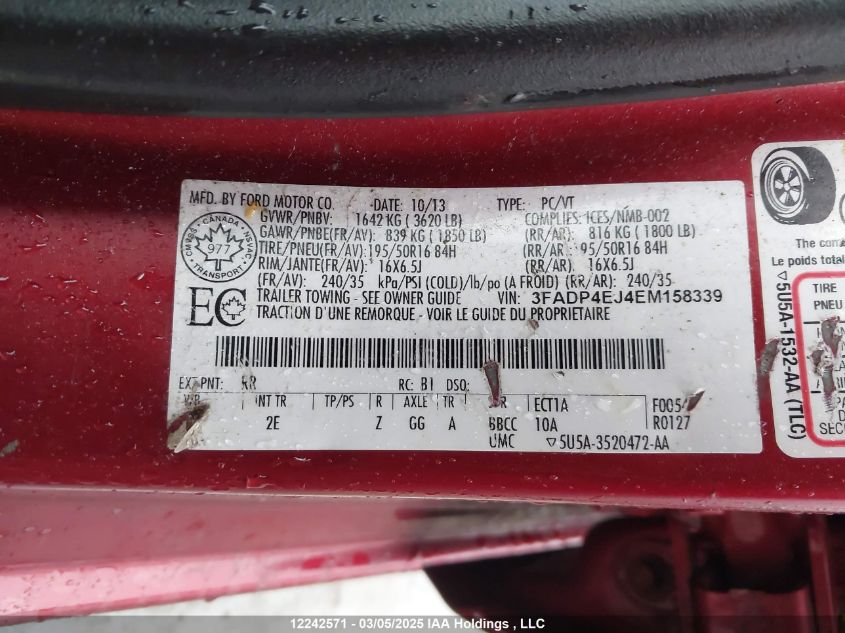 MFD. BY FORD MOTOR CO. DATE: 10/13 TYPE: PC/VT
GVWR/PNBV: 1642 KG ( 3620 LB) COMPLIES: ICES/NMB-002
GAWR/PNBE(FR/AV): 839 KG ( 1850 LB) (RR/AR): 816 KG ( 1800 LB)
TIRE/PNEU(FR/AV): 195/50R16 84H (RR/AR): 95/50R16 84H
RIM/JANTE(FR/AV): 16X6.5J (RR/AR): 16X6.5J
(FR/AV): 240/35 kPa/PSI (COLD)/lb/po (A FROID) (RR/AR): 240/35
TRAILER TOWING - SEE OWNER GUIDE VIN: 3FADP4EJ4EM158339
TRACTION D'UNE REMORQUE - VOIR LE GUIDE DU PROPRIETAIRE
CANADA
977
TRANSPORT
EC
EXT PNT: RR RC: B1 DSO:
INT TR TP/PS R AXLE TR ECT1A
2E Z GG A BBCC 10A R0127
UMC ▽5U5A-3520472-AA
The
Le poids total
▽5U5A-1532-AA (TLC)
TIRE
PNEU
12242571 - 03/05/2025 IAA Holdings , LLC